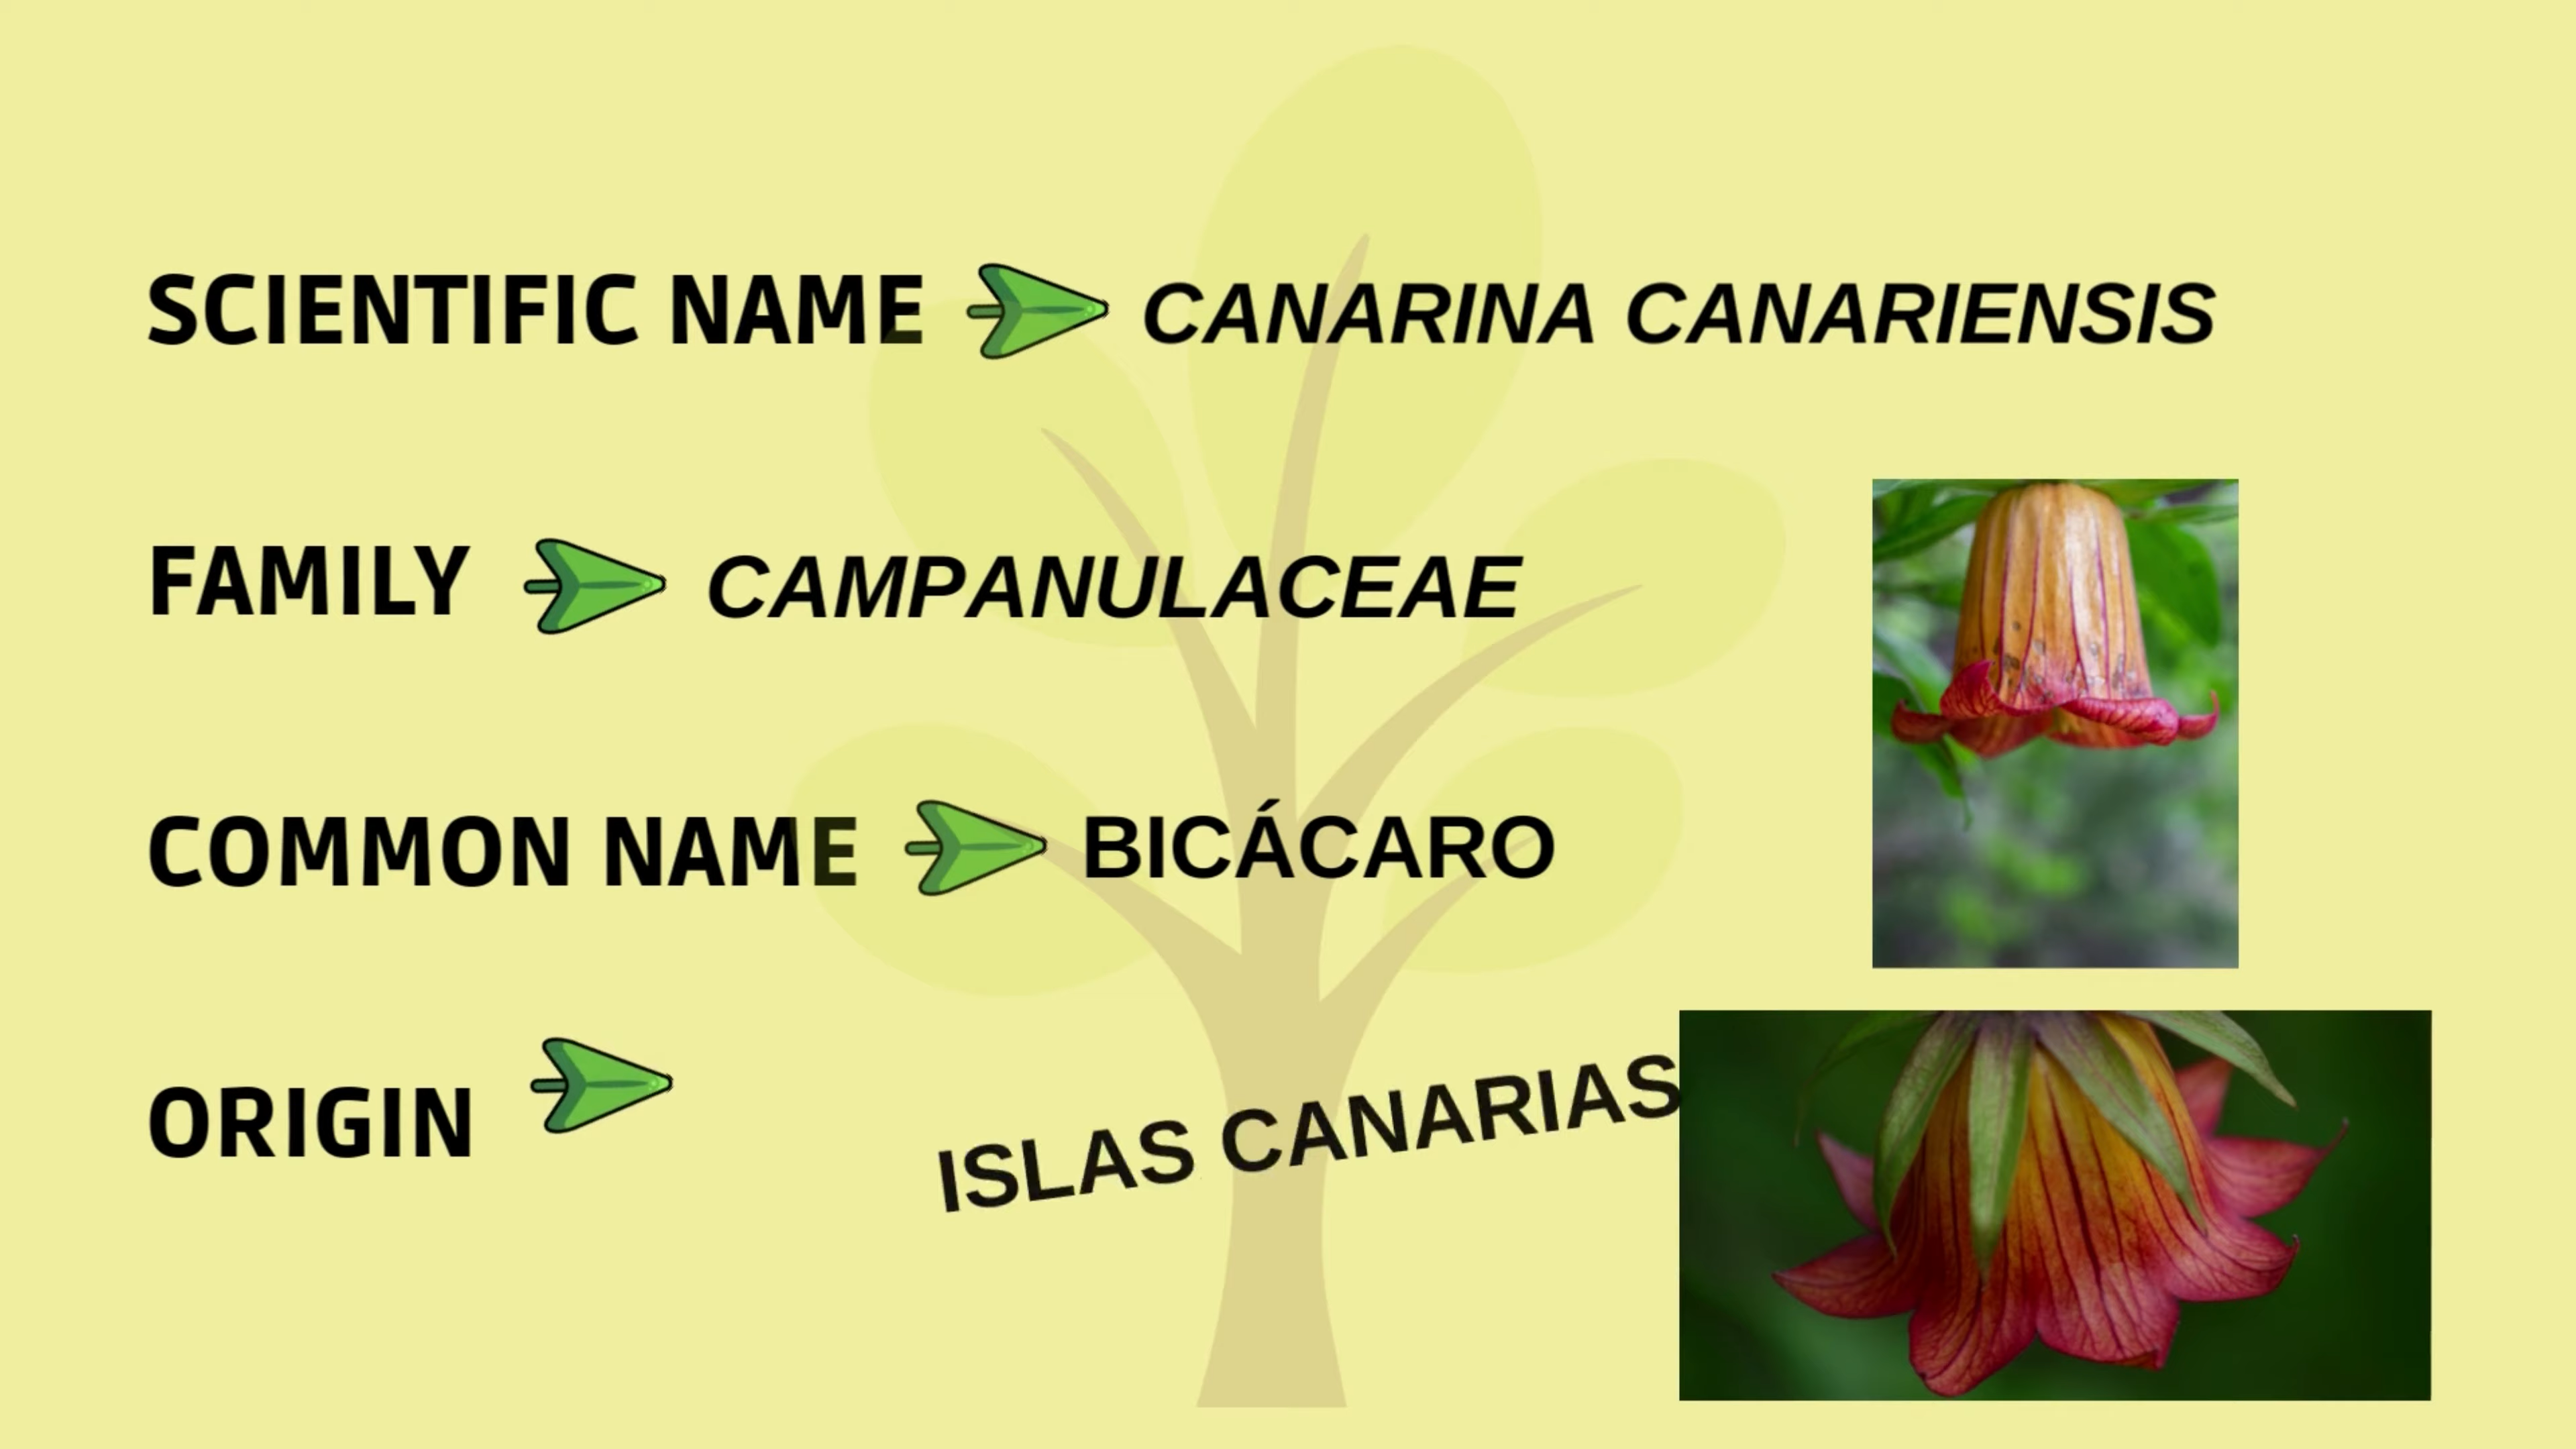 SCIENTIFIC NAME CANARINA CANARIENSIS
FAMILY CAMPANULACEAE
COMMON NAME BICÁCARO
ORIGIN ISLAS CANARIAS